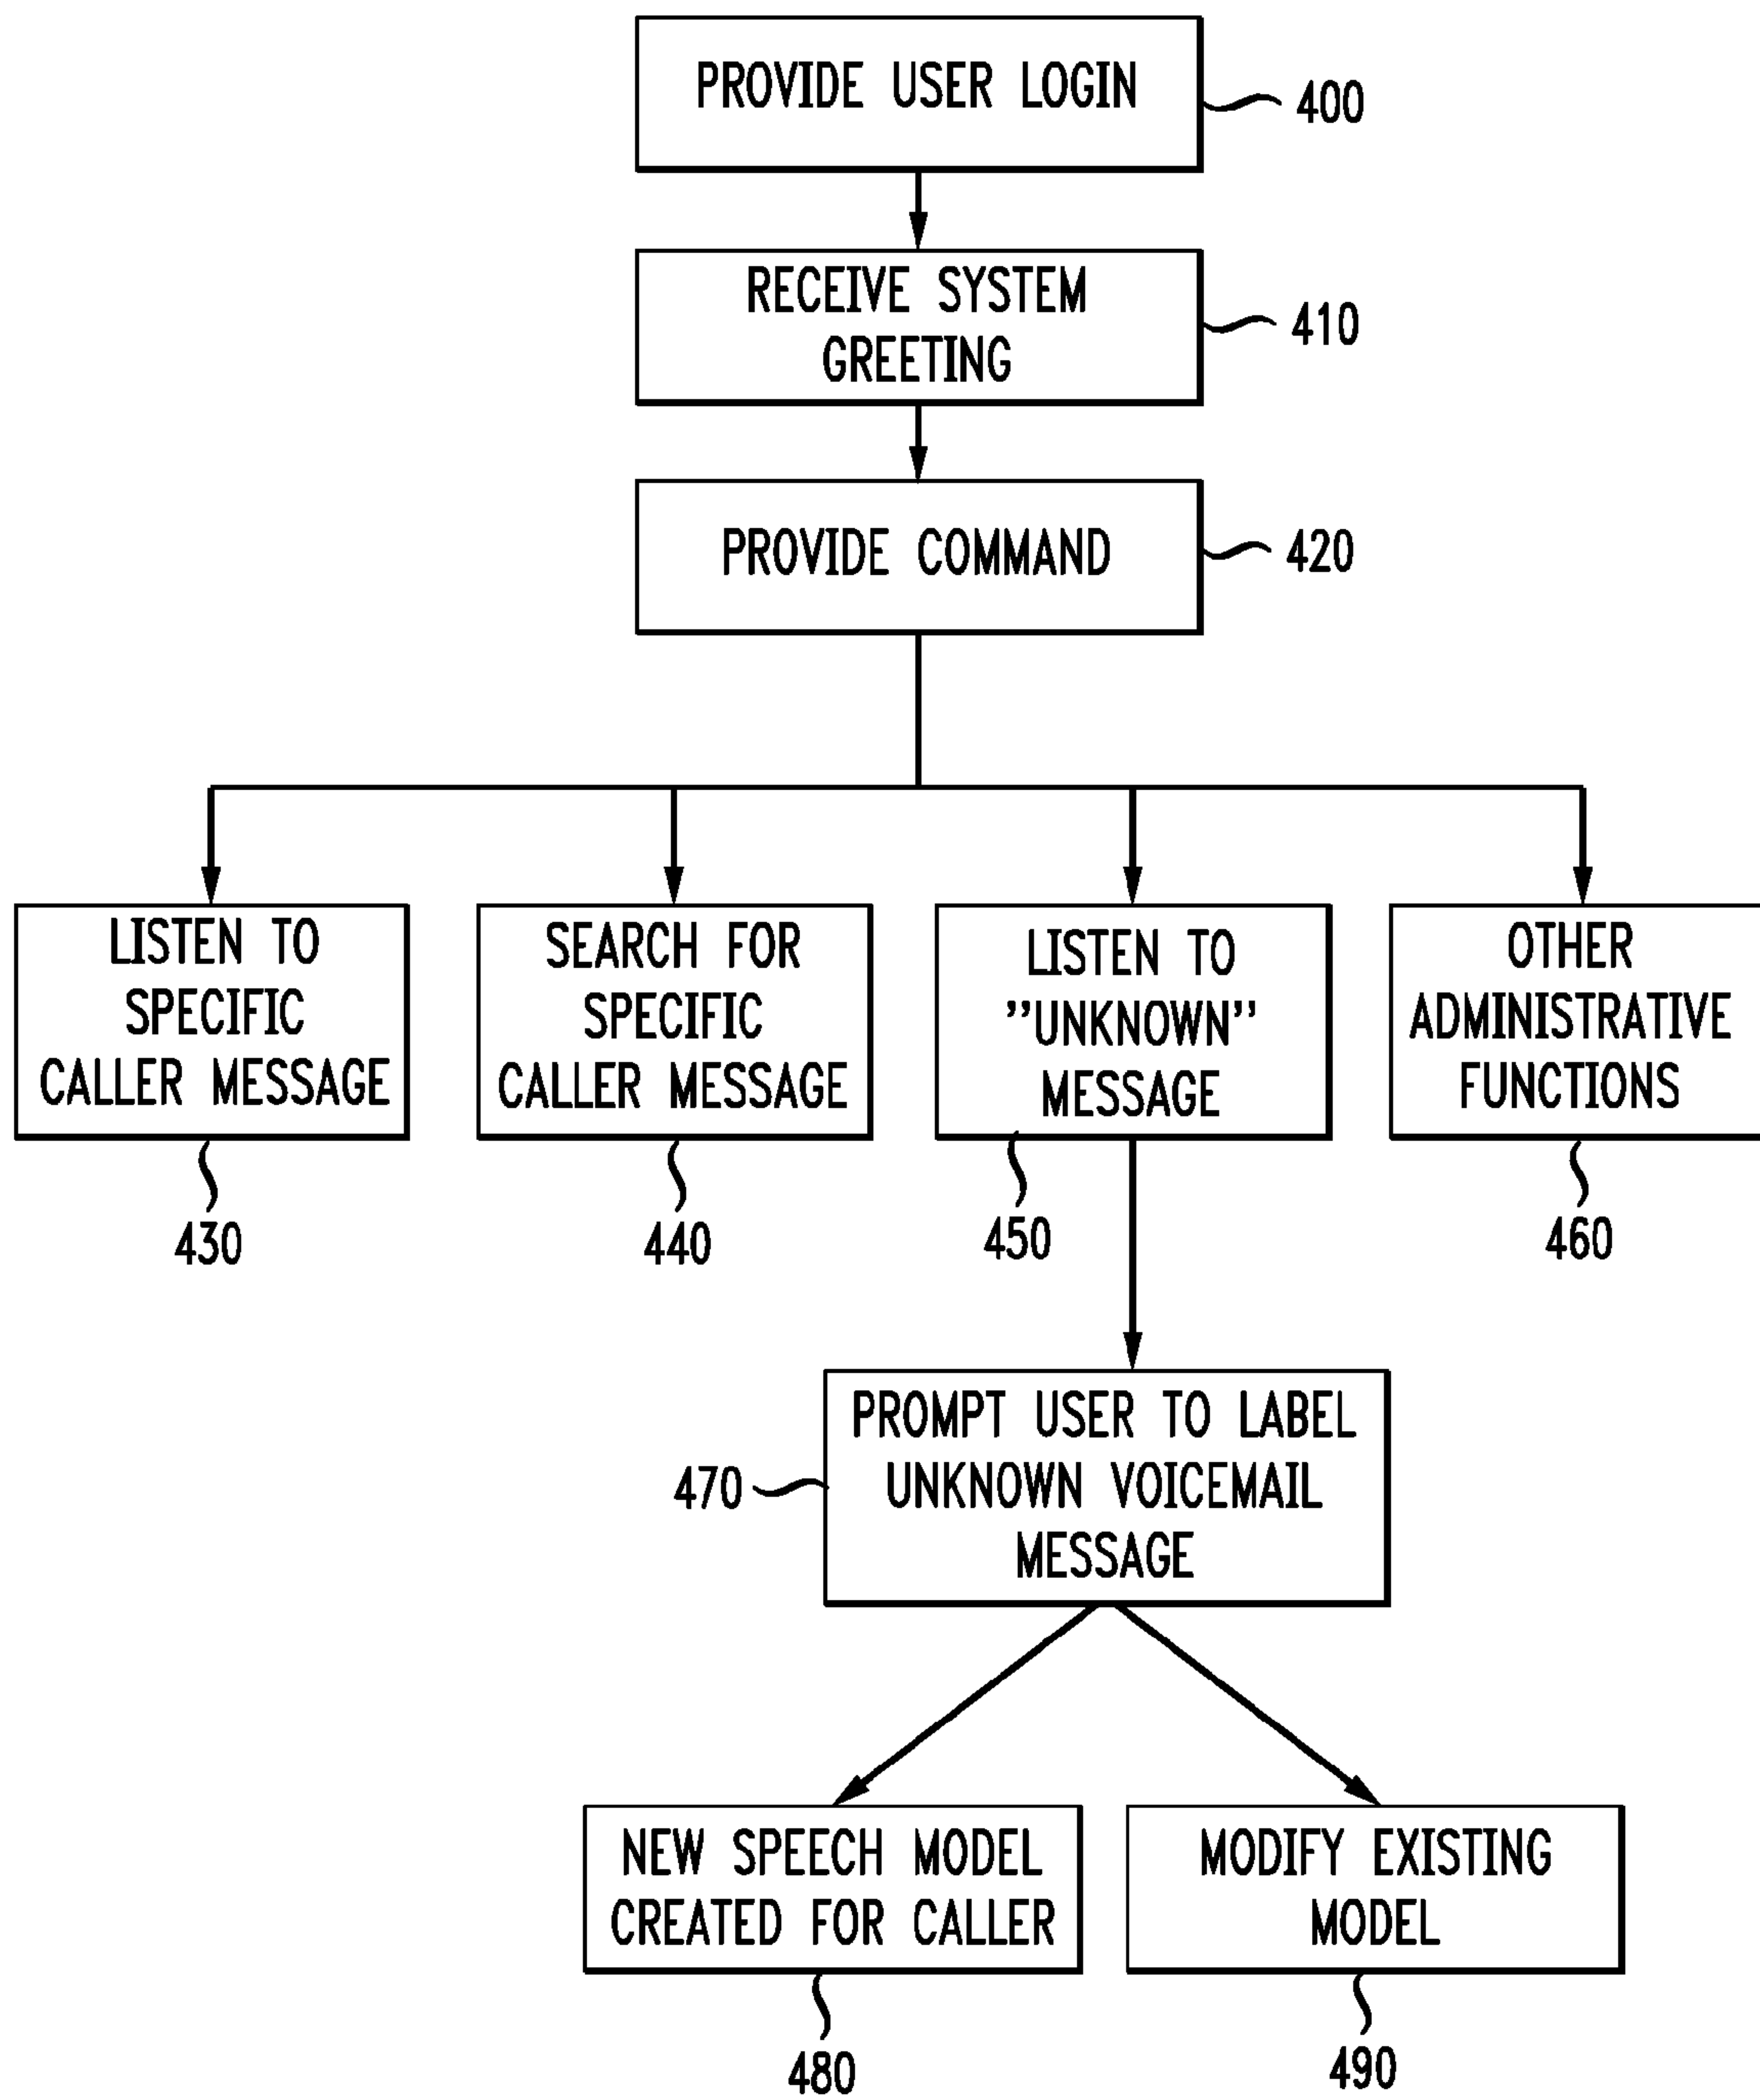 PROVIDE USER LOGIN
400
RECEIVE SYSTEM
GREETING
410
PROVIDE COMMAND
420
LISTEN TO
SPECIFIC
CALLER MESSAGE
430
SEARCH FOR
SPECIFIC
CALLER MESSAGE
440
LISTEN TO
"UNKNOWN"
MESSAGE
450
OTHER
ADMINISTRATIVE
FUNCTIONS
460
PROMPT USER TO LABEL
UNKNOWN VOICEMAIL
MESSAGE
470
NEW SPEECH MODEL
CREATED FOR CALLER
480
MODIFY EXISTING
MODEL
490